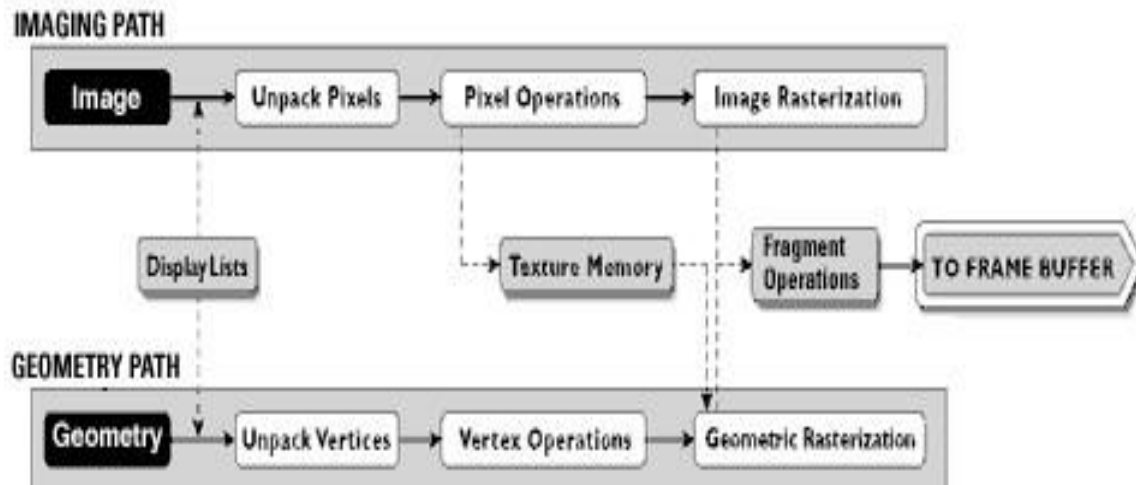 IMAGING PATH
Image
Unpack Pixels
Pixel Operations
Image Rasterization
Display Lists
Texture Memory
Fragment
Operations
TO FRAME BUFFER
GEOMETRY PATH
Geometry
Unpack Vertices
Vertex Operations
Geometric Rasterization